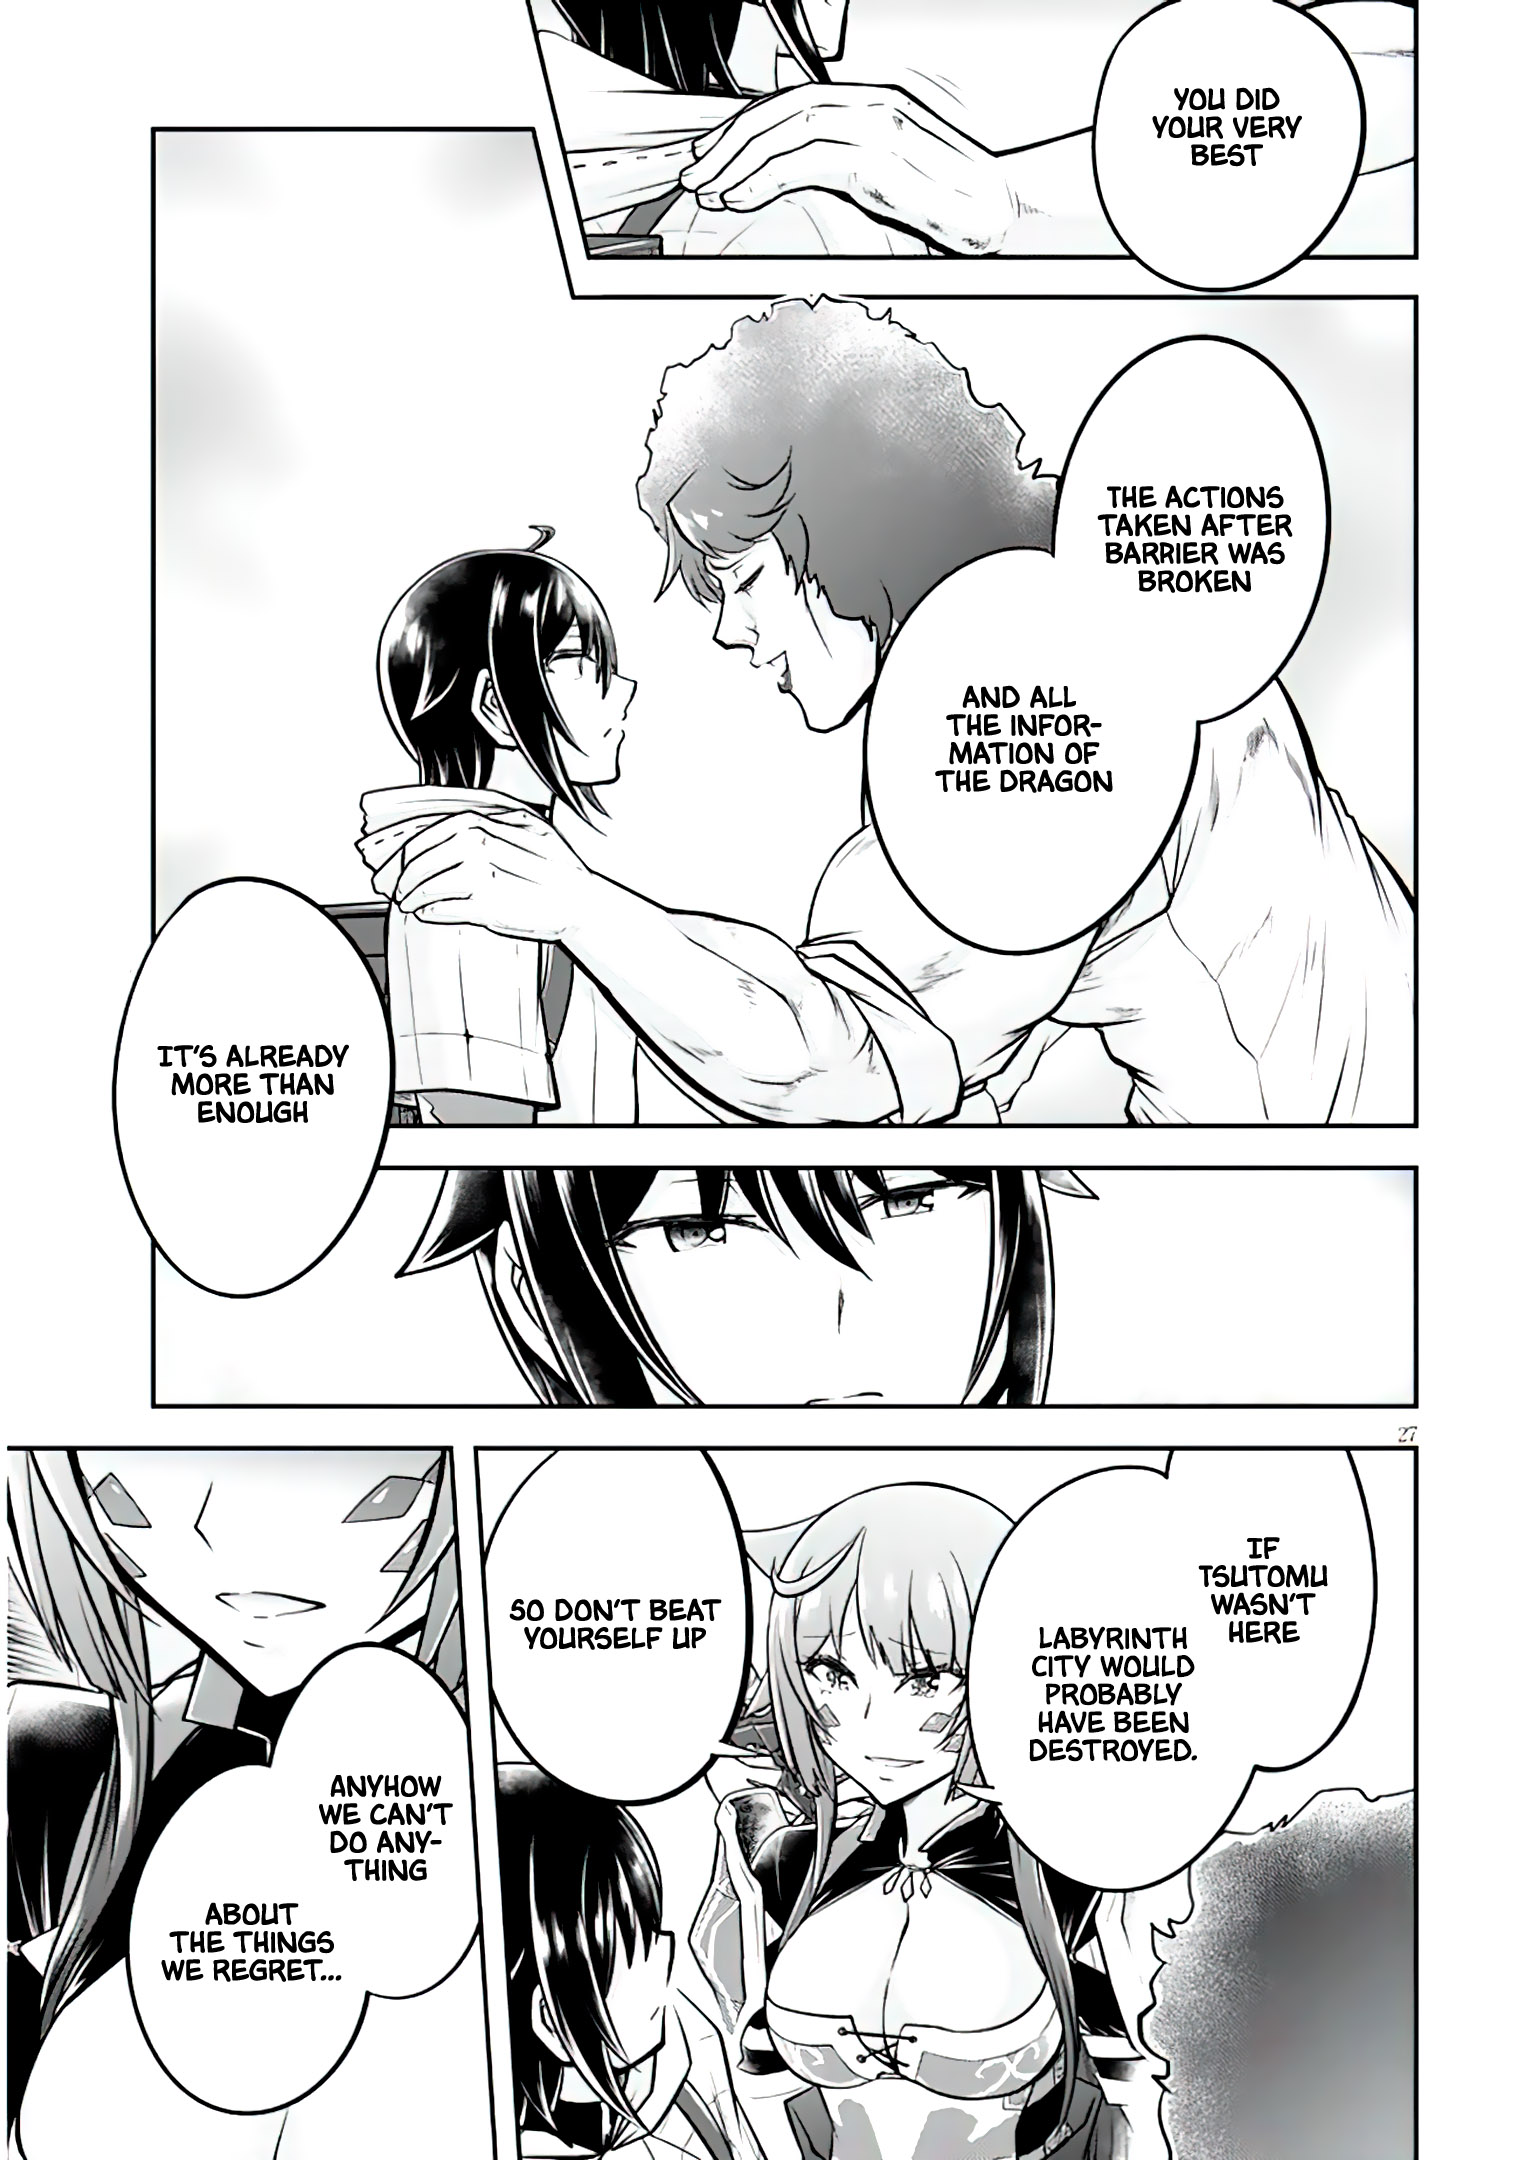 YOU DID
YOUR VERY
BEST
THE ACTIONS
TAKEN AFTER
BARRIER WAS
BROKEN
AND ALL
THE INFOR-
MATION OF
THE DRAGON
IT'S ALREADY
MORE THAN
ENOUGH
27
IF
TSUTOMU
WASN'T
HERE
LABYRINTH
CITY WOULD
PROBABLY
HAVE BEEN
DESTROYED.
SO DON'T BEAT
YOURSELF UP
ANYHOW
WE CAN'T
DO ANY-
THING
ABOUT
THE THINGS
WE REGRET...